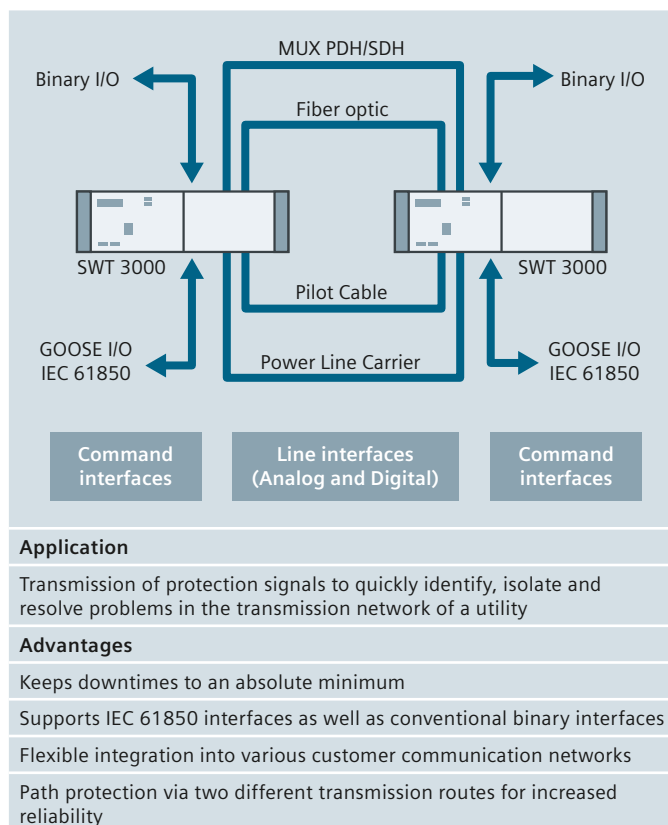 MUX PDH/SDH
Binary I/O
Binary I/O
Fiber optic
SWT 3000
SWT 3000
Pilot Cable
GOOSE I/O
IEC 61850
Power Line Carrier
GOOSE I/O
IEC 61850
Command
interfaces
Line interfaces
(Analog and Digital)
Command
interfaces
Application
Transmission of protection signals to quickly identify, isolate and
resolve problems in the transmission network of a utility
Advantages
Keeps downtimes to an absolute minimum
Supports IEC 61850 interfaces as well as conventional binary interfaces
Flexible integration into various customer communication networks
Path protection via two different transmission routes for increased
reliability